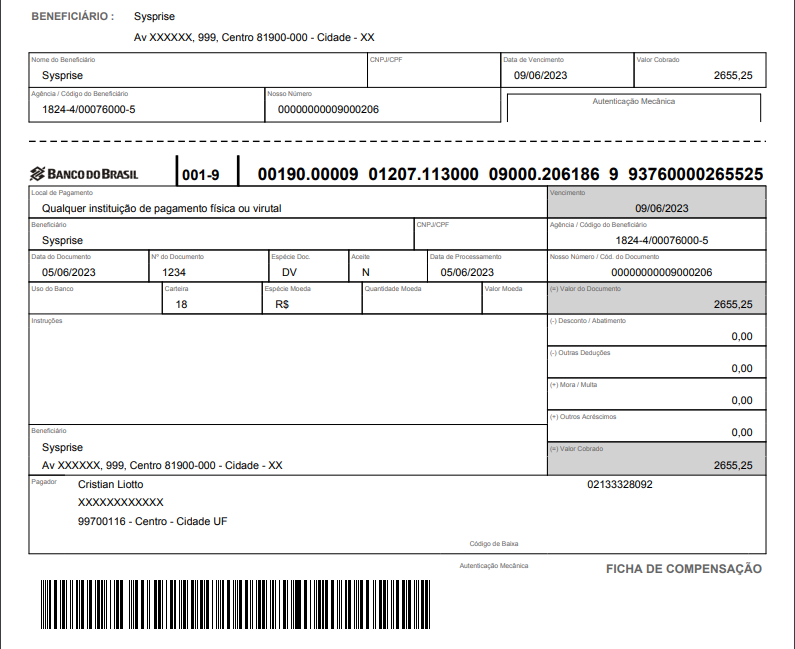 BENEFICIÁRIO : Sysprise
Av XXXXXX, 999, Centro 81900-000 - Cidade - XX
Nome do Beneficiário CNPJ/CPF Data de Vencimento Valor Cobrado
Sysprise 09/06/2023 2655,25
Agência / Código do Beneficiário Nosso Número Autenticação Mecânica
1824-4/00076000-5 00000000009000206
BANCO DO BRASIL 001-9 00190.00009 01207.113000 09000.206186 9 93760000265525
Local de Pagamento Vencimento
Qualquer instituição de pagamento física ou virutal 09/06/2023
Beneficiário CNPJ/CPF Agência / Código do Beneficiário
Sysprise 1824-4/00076000-5
Data do Documento Nº do Documento Espécie Doc. Aceite Data de Processamento Nosso Número / Cód. do Documento
05/06/2023 1234 DV N 05/06/2023 00000000009000206
Uso do Banco Carteira Espécie Moeda Quantidade Moeda Valor Moeda (=) Valor do Documento
18 R$ 2655,25
Instruções (-) Desconto / Abatimento
0,00
(-) Outras Deduções
0,00
(+) Mora / Multa
0,00
(+) Outros Acréscimos
0,00
Beneficiário (=) Valor Cobrado
Sysprise
Av XXXXXX, 999, Centro 81900-000 - Cidade - XX 2655,25
Pagador Cristian Liotto 02133328092
XXXXXXXXXXXX
99700116 - Centro - Cidade UF
Código de Baixa
Autenticação Mecânica FICHA DE COMPENSAÇÃO